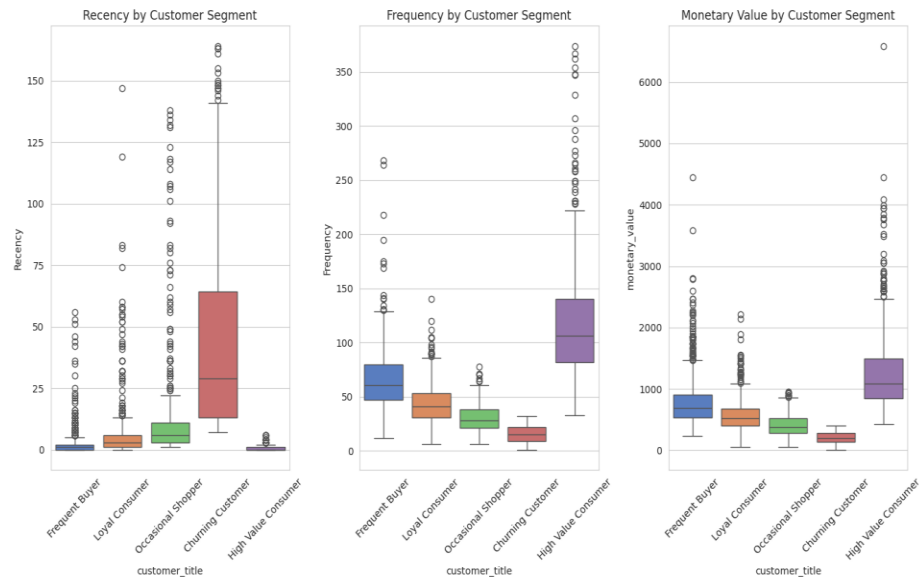 Recency by Customer Segment
Recency
150
125
100
75
50
25
0
Frequent Buyer
Loyal Consumer
Occasional Shopper
Churning Customer
High Value Consumer
customer_title
Frequency by Customer Segment
Frequency
350
300
250
200
150
100
50
0
Frequent Buyer
Loyal Consumer
Occasional Shopper
Churning Customer
High Value Consumer
customer_title
Monetary Value by Customer Segment
monetary_value
6000
5000
4000
3000
2000
1000
0
Frequent Buyer
Loyal Consumer
Occasional Shopper
Churning Customer
High Value Consumer
customer_title